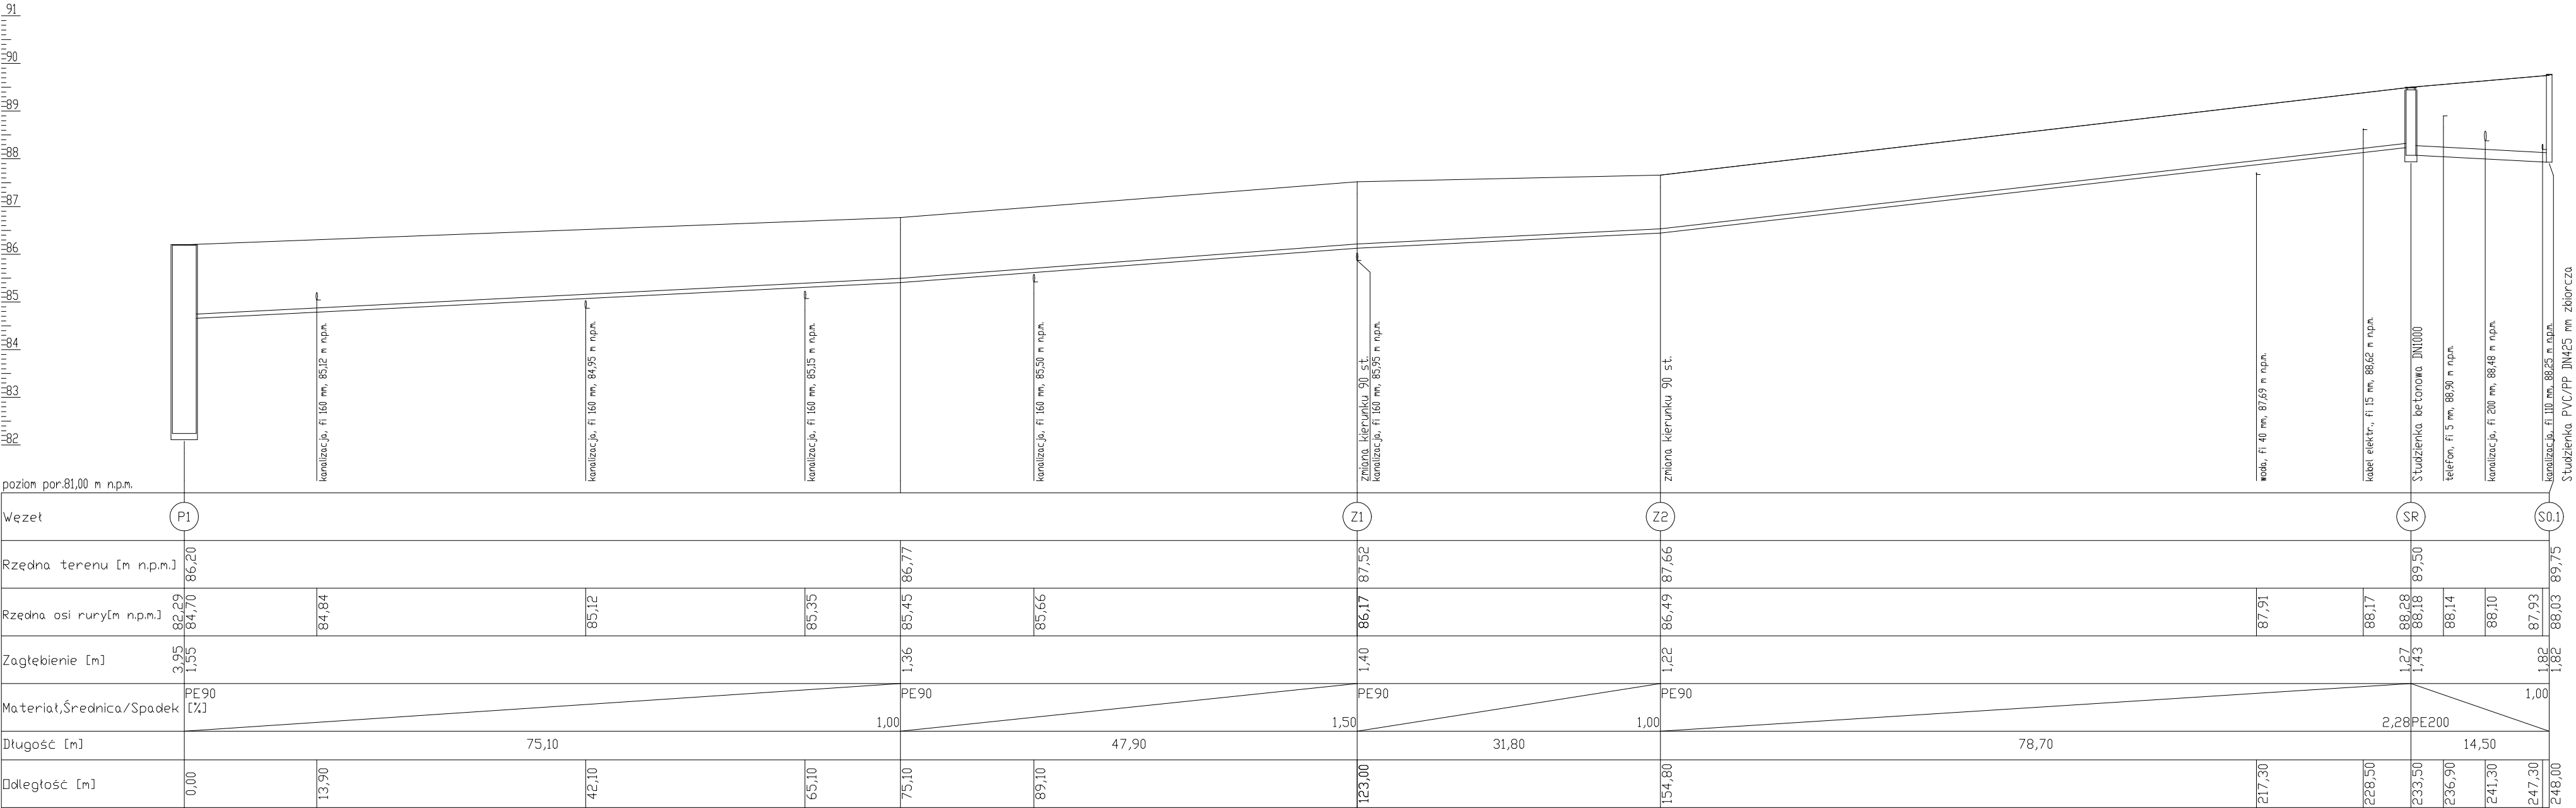 91
90
89
88
87
86
85
84
83
82
poziom por.81,00 m n.p.m.
kanalizacja, fi 160 mm, 85,12 m n.p.m.
kanalizacja, fi 160 mm, 84,95 m n.p.m.
kanalizacja, fi 160 mm, 85,15 m n.p.m.
kanalizacja, fi 160 mm, 85,50 m n.p.m.
zmiana kierunku 90 st.
kanalizacja, fi 160 mm, 85,95 m n.p.m.
zmiana kierunku 90 st.
woda, fi 40 mm, 87,69 m n.p.m.
kabel elektr., fi 15 mm, 88,62 m n.p.m.
Studzienka betonowa DN1000
telefon, fi 5 mm, 88,90 m n.p.m.
kanalizacja, fi 200 mm, 88,48 m n.p.m.
kanalizacja, fi 110 mm, 88,25 m n.p.m.
Studzienka PVC/PP DN425 mm zbiorcza
Węzeł P1 Z1 Z2 SR S0.1
Rzędna terenu [m n.p.m.] 86,20 86,77 87,52 87,66 89,50 89,75
Rzędna osi rury[m n.p.m.] 82,29 84,70 84,84 85,12 85,35 85,45 85,66 86,17 86,49 87,91 88,17 88,28 88,18 88,14 88,10 87,93 88,03
Zagłębienie [m] 3,95 1,55 1,36 1,40 1,22 1,27 1,43 1,82 1,82
PE90 PE90 PE90 PE90 1,00
Materiał,Średnica/Spadek [%]
1,00 1,50 1,00 2,28 PE200
Długość [m] 75,10 47,90 31,80 78,70 14,50
Odległość [m] 0,00 13,90 42,10 65,10 75,10 89,10 123,00 154,80 217,30 228,50 233,50 236,90 241,30 247,30 248,00